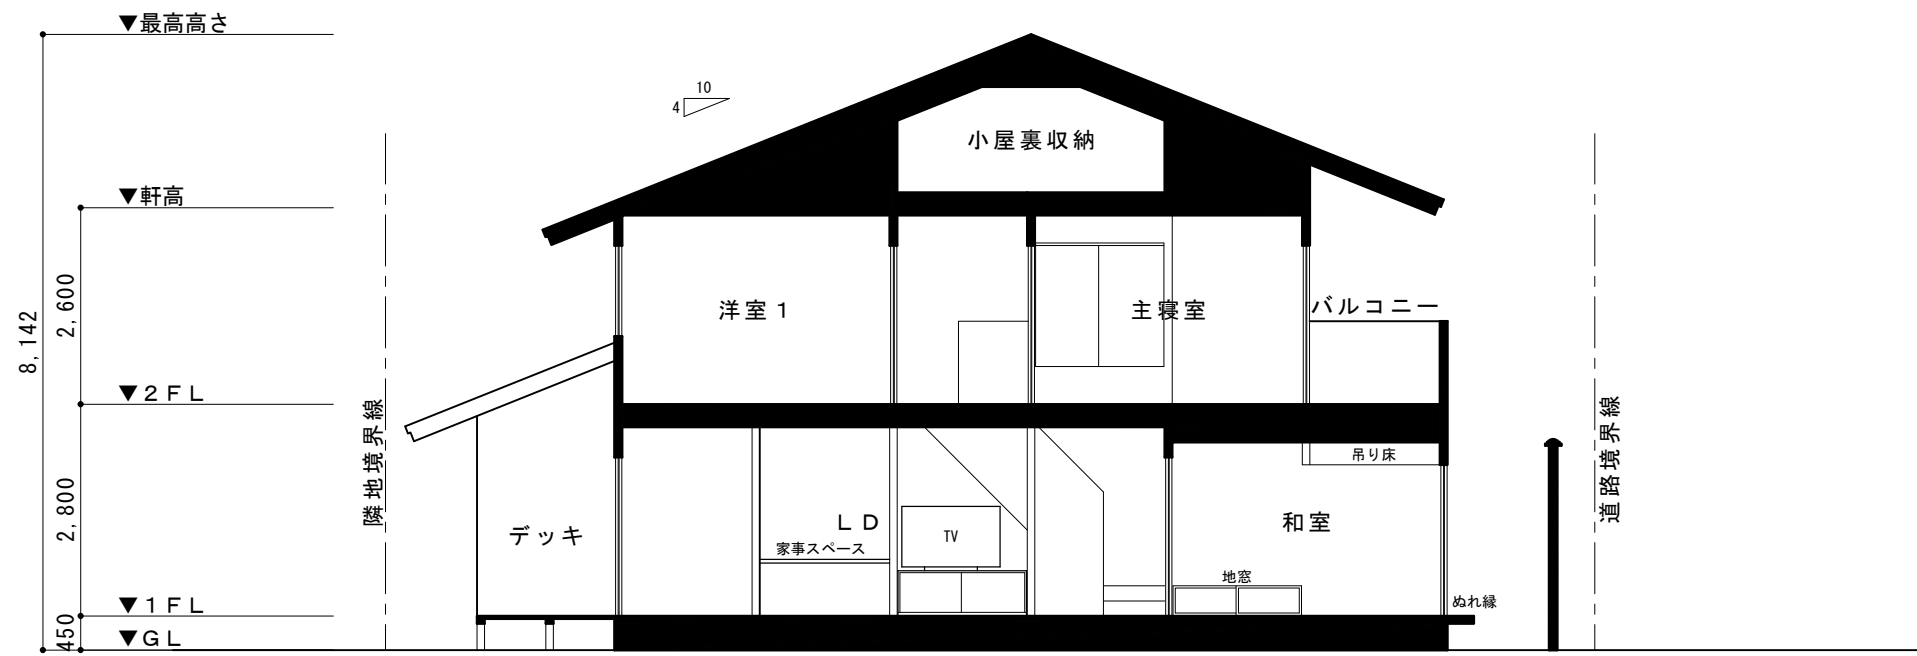 ▼最高高さ
10
4
小屋裏収納
▼軒高
2,600
8,142
洋室1
主寝室
バルコニー
▼2FL
隣地境界線
道路境界線
吊り床
2,800
デッキ
LD
家事スペース
TV
和室
地窓
▼1FL
ぬれ縁
450
▼GL